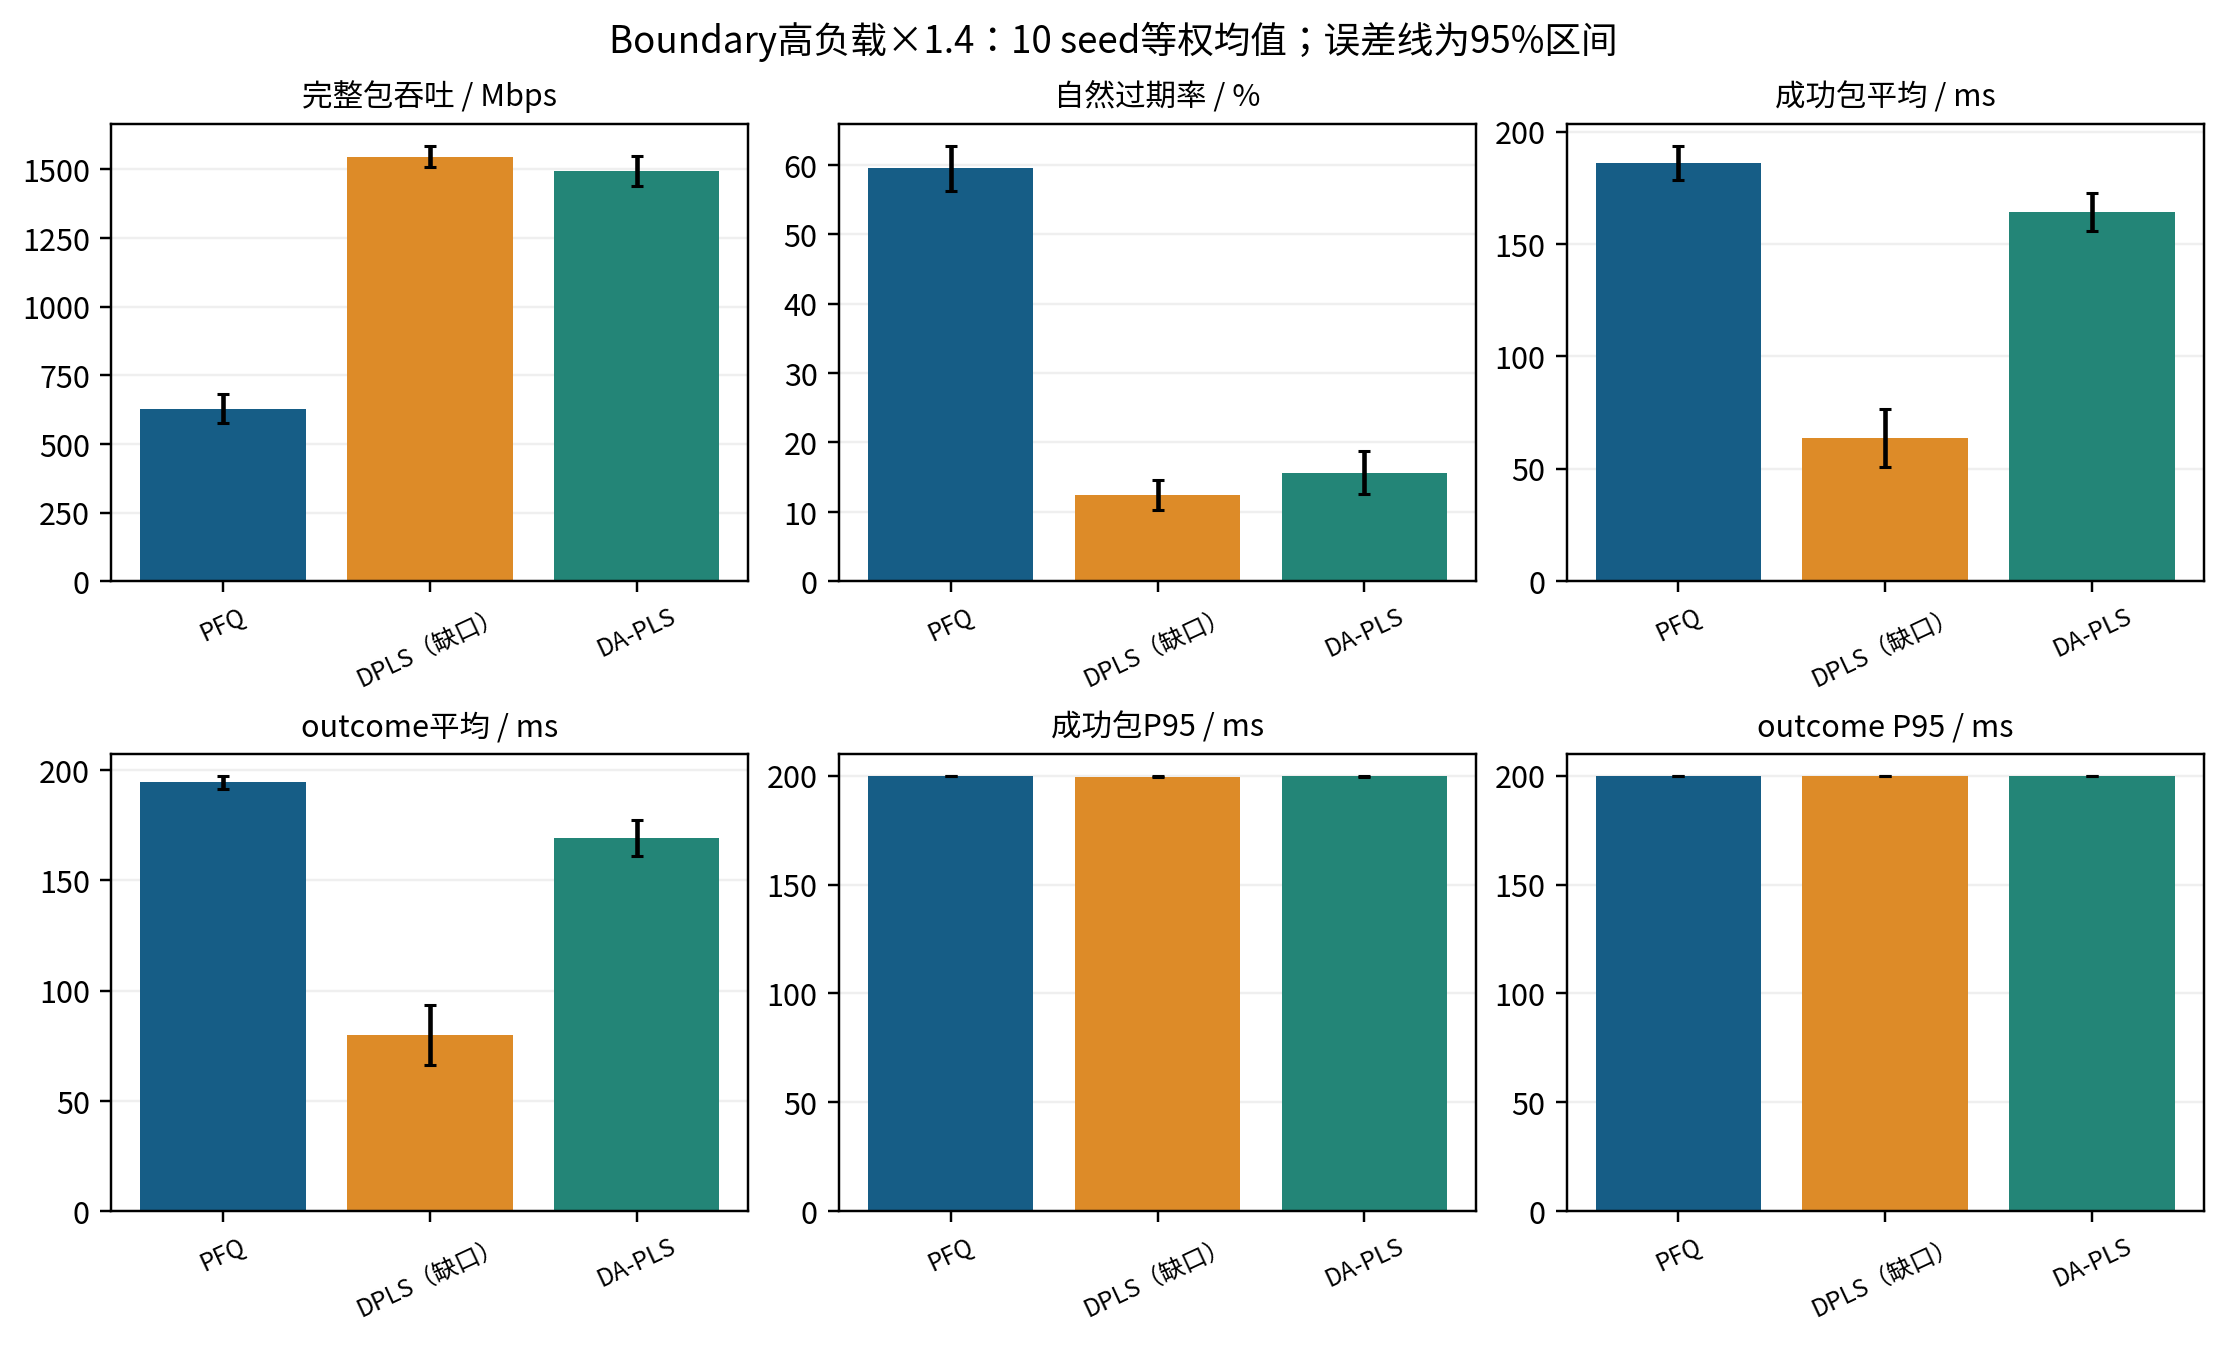 Boundary高负载×1.4：10 seed等权均值；误差线为95%区间
完整包吞吐 / Mbps
1500
1250
1000
750
500
250
0
PFQ
DPLS（缺口）
DA-PLS
自然过期率 / %
60
50
40
30
20
10
0
PFQ
DPLS（缺口）
DA-PLS
成功包平均 / ms
200
150
100
50
0
PFQ
DPLS（缺口）
DA-PLS
outcome平均 / ms
200
150
100
50
0
PFQ
DPLS（缺口）
DA-PLS
成功包P95 / ms
200
150
100
50
0
PFQ
DPLS（缺口）
DA-PLS
outcome P95 / ms
200
150
100
50
0
PFQ
DPLS（缺口）
DA-PLS